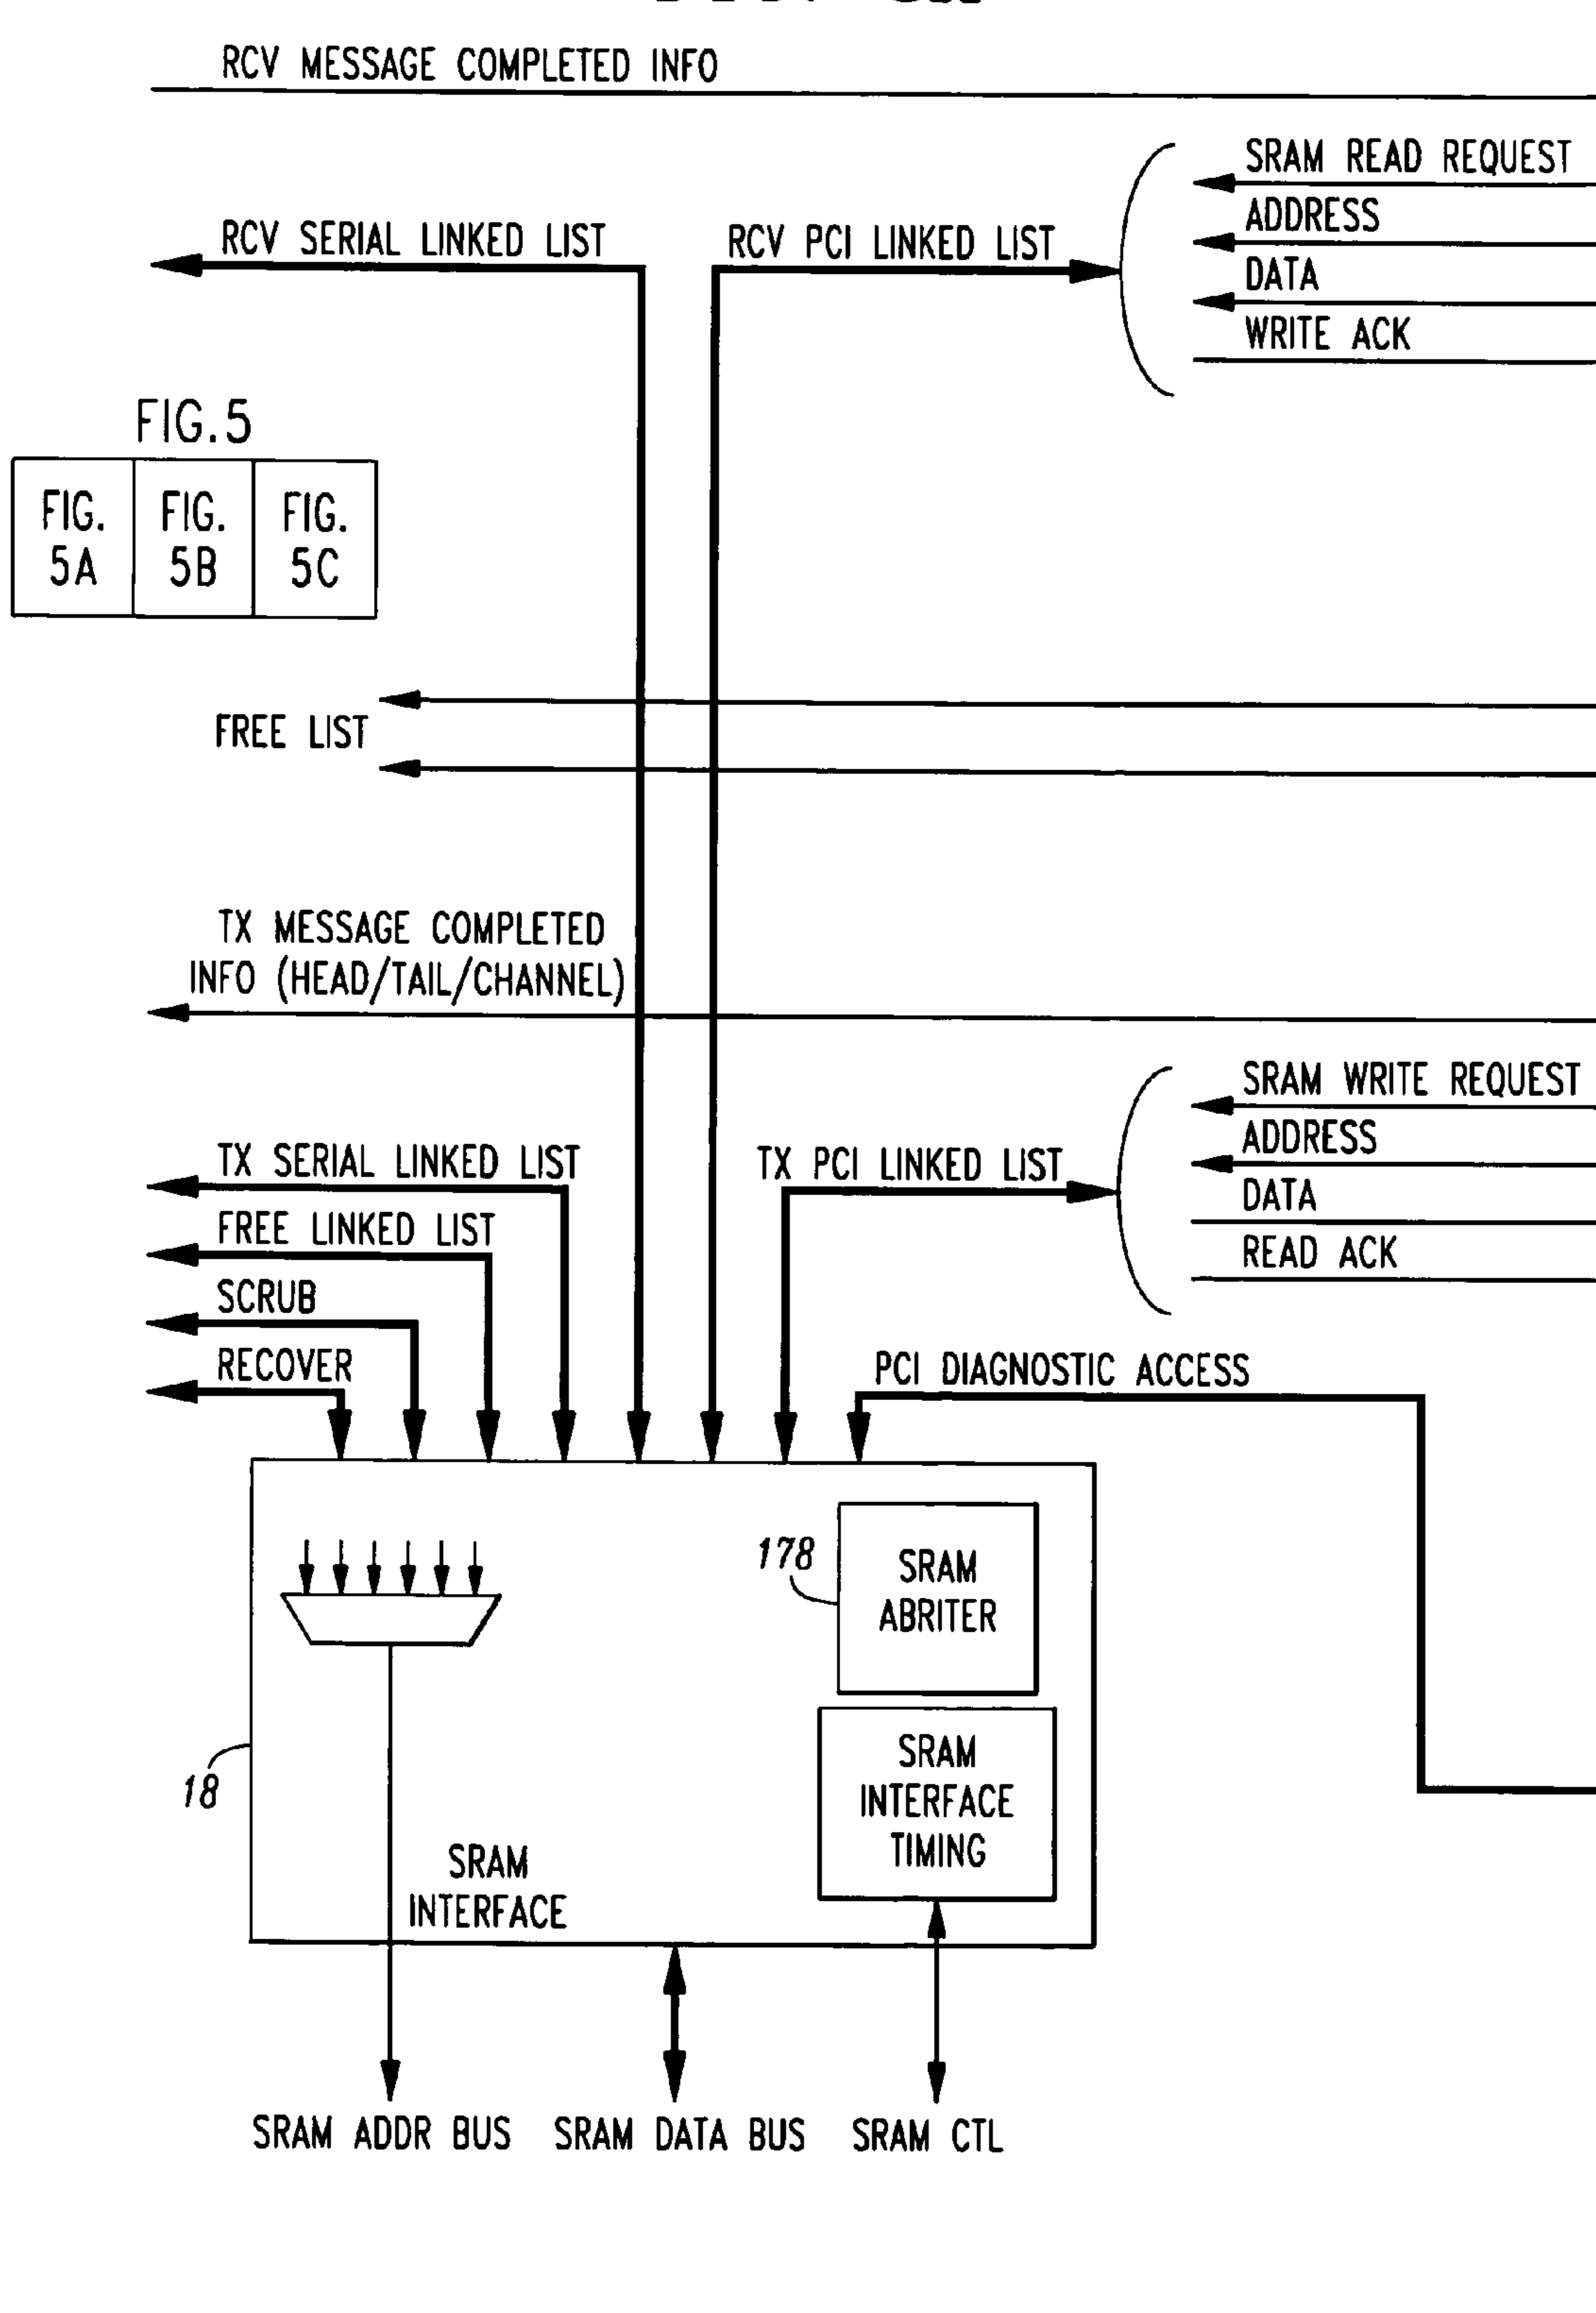 RCV MESSAGE COMPLETED INFO
SRAM READ REQUEST
ADDRESS
DATA
WRITE ACK
RCV SERIAL LINKED LIST
RCV PCI LINKED LIST
FIG.5
FIG. 5A
FIG. 5B
FIG. 5C
FREE LIST
TX MESSAGE COMPLETED
INFO (HEAD/TAIL/CHANNEL)
SRAM WRITE REQUEST
ADDRESS
DATA
READ ACK
TX SERIAL LINKED LIST
TX PCI LINKED LIST
FREE LINKED LIST
SCRUB
RECOVER
PCI DIAGNOSTIC ACCESS
178
SRAM
ABRITER
SRAM
INTERFACE
TIMING
18
SRAM
INTERFACE
SRAM ADDR BUS
SRAM DATA BUS
SRAM CTL